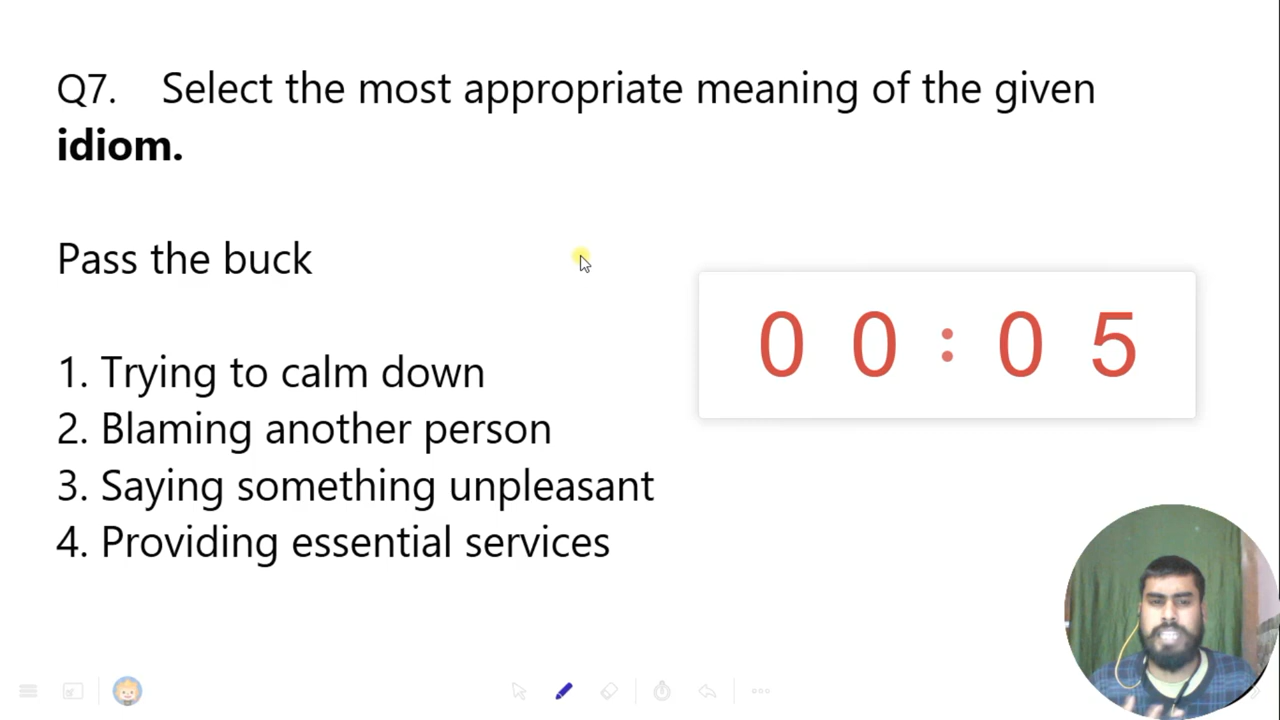 Q7. Select the most appropriate meaning of the given
idiom.
Pass the buck
00:05
1. Trying to calm down
2. Blaming another person
3. Saying something unpleasant
4. Providing essential services